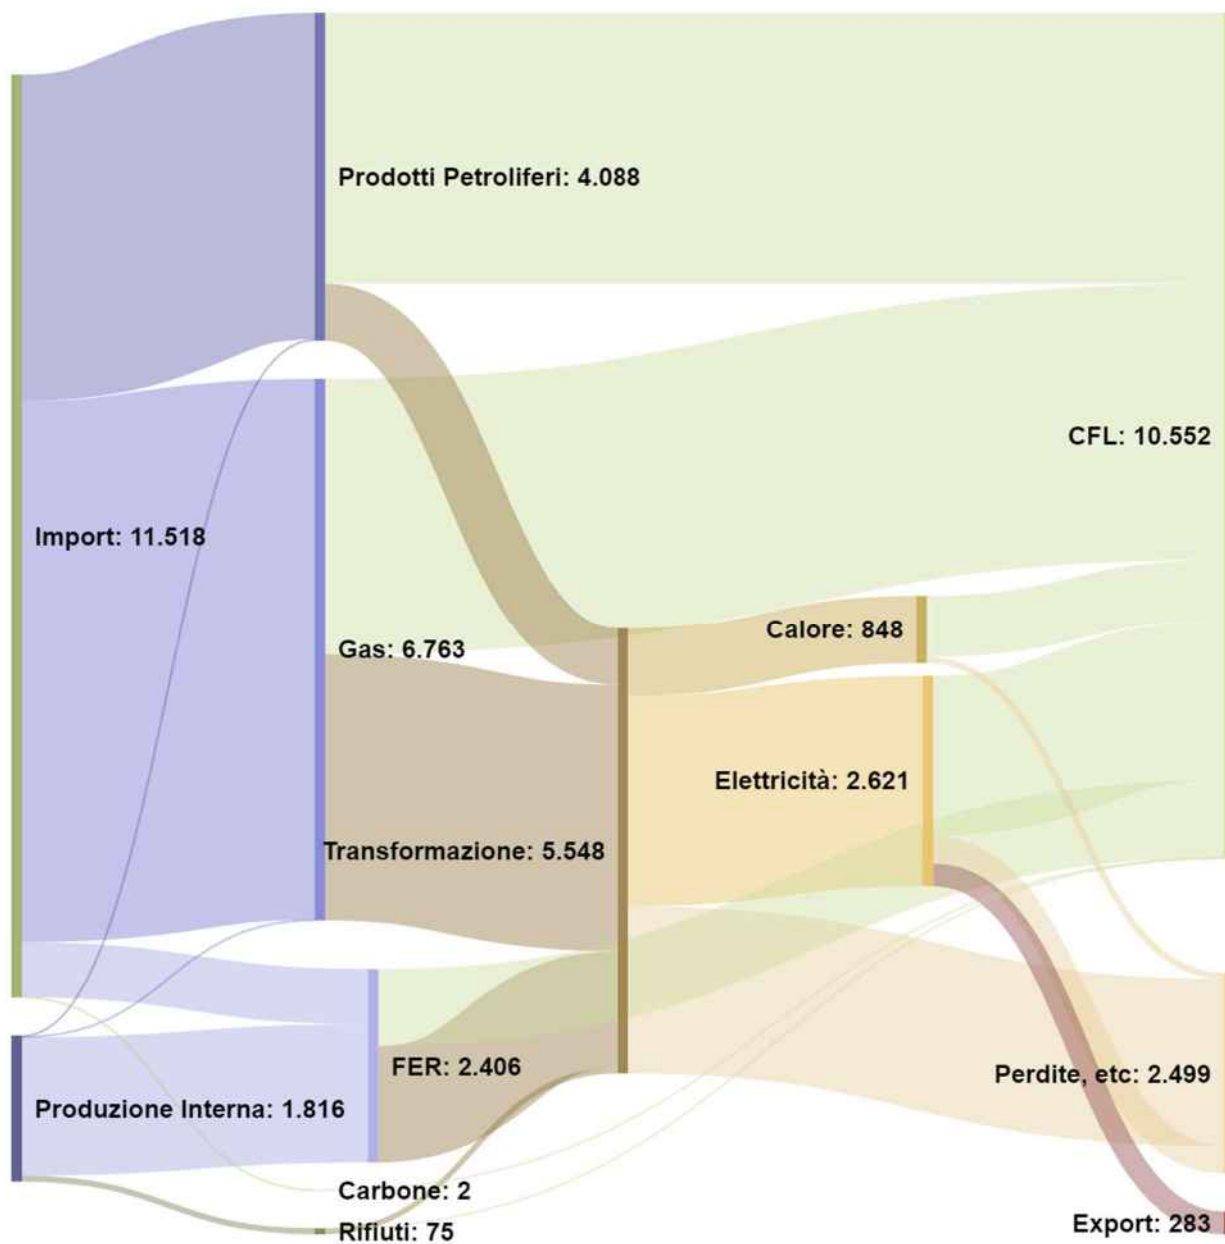 Prodotti Petroliferi: 4.088
CFL: 10.552
Import: 11.518
Calore: 848
Gas: 6.763
Elettricità: 2.621
Transformazione: 5.548
FER: 2.406
Perdite, etc: 2.499
Produzione Interna: 1.816
Carbone: 2
Export: 283
Rifiuti: 75